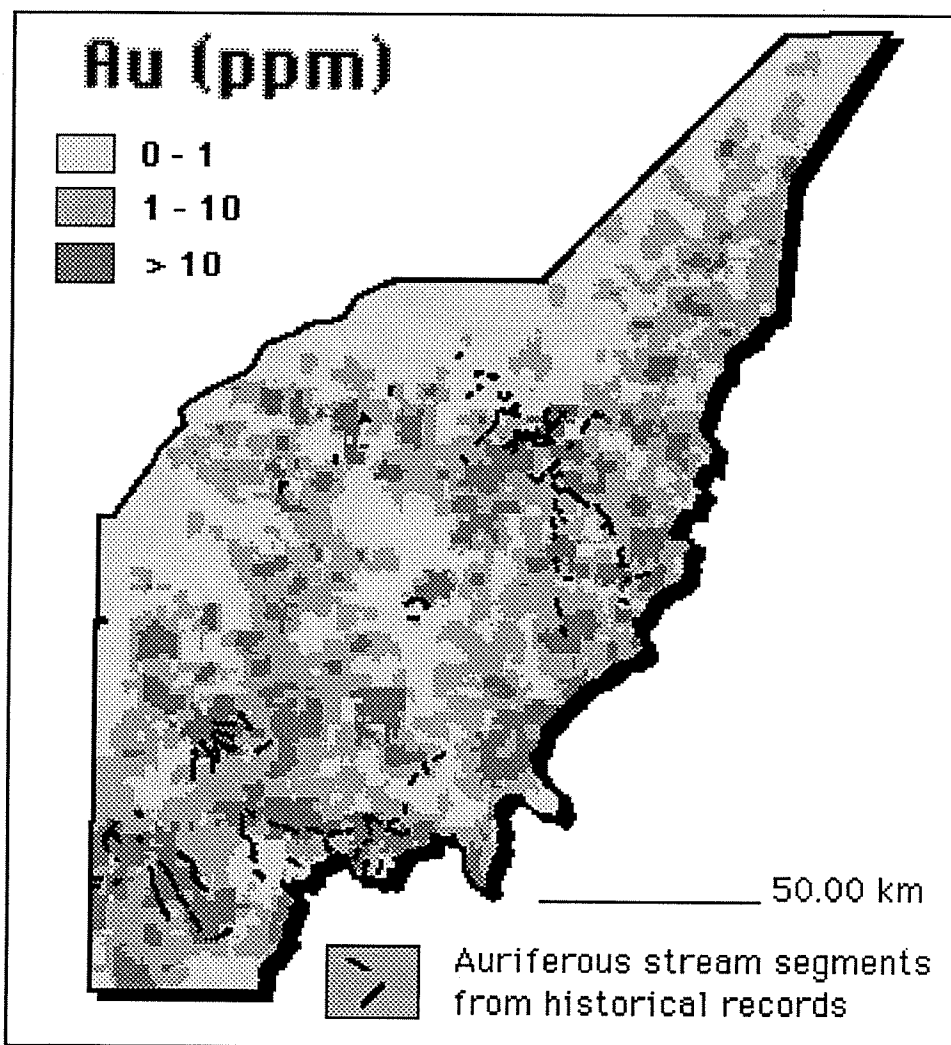 Au (ppm)
0 - 1
1 - 10
> 10
50.00 km
Auriferous stream segments
from historical records